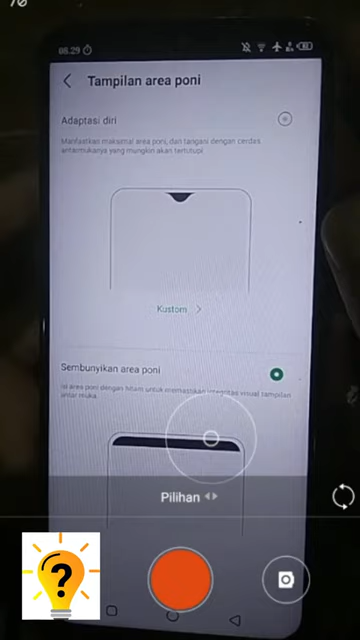 08.29
Tampilan area poni
Adaptasi diri
Manfaatkan maksimal area poni, dan tangani dengan cerdas
antarmukanya yang mungkin akan tertutupi.
Kustom >
Sembunyikan area poni
Isi area poni dengan hitam untuk memastikan integritas visual tampilan
antar muka.
Pilihan
?